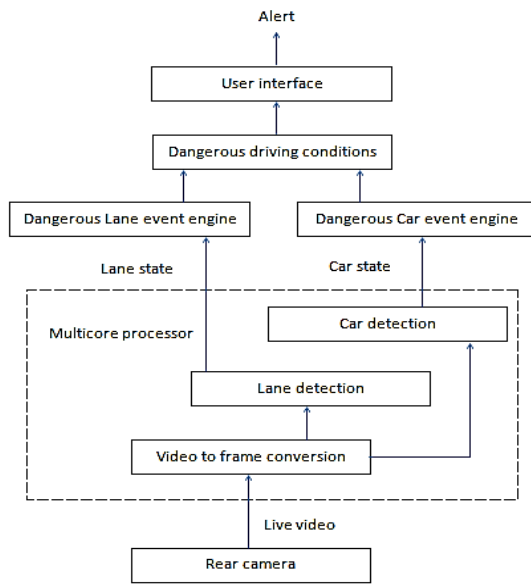 Alert
User interface
Dangerous driving conditions
Dangerous Lane event engine
Dangerous Car event engine
Lane state
Car state
Multicore processor
Car detection
Lane detection
Video to frame conversion
Live video
Rear camera